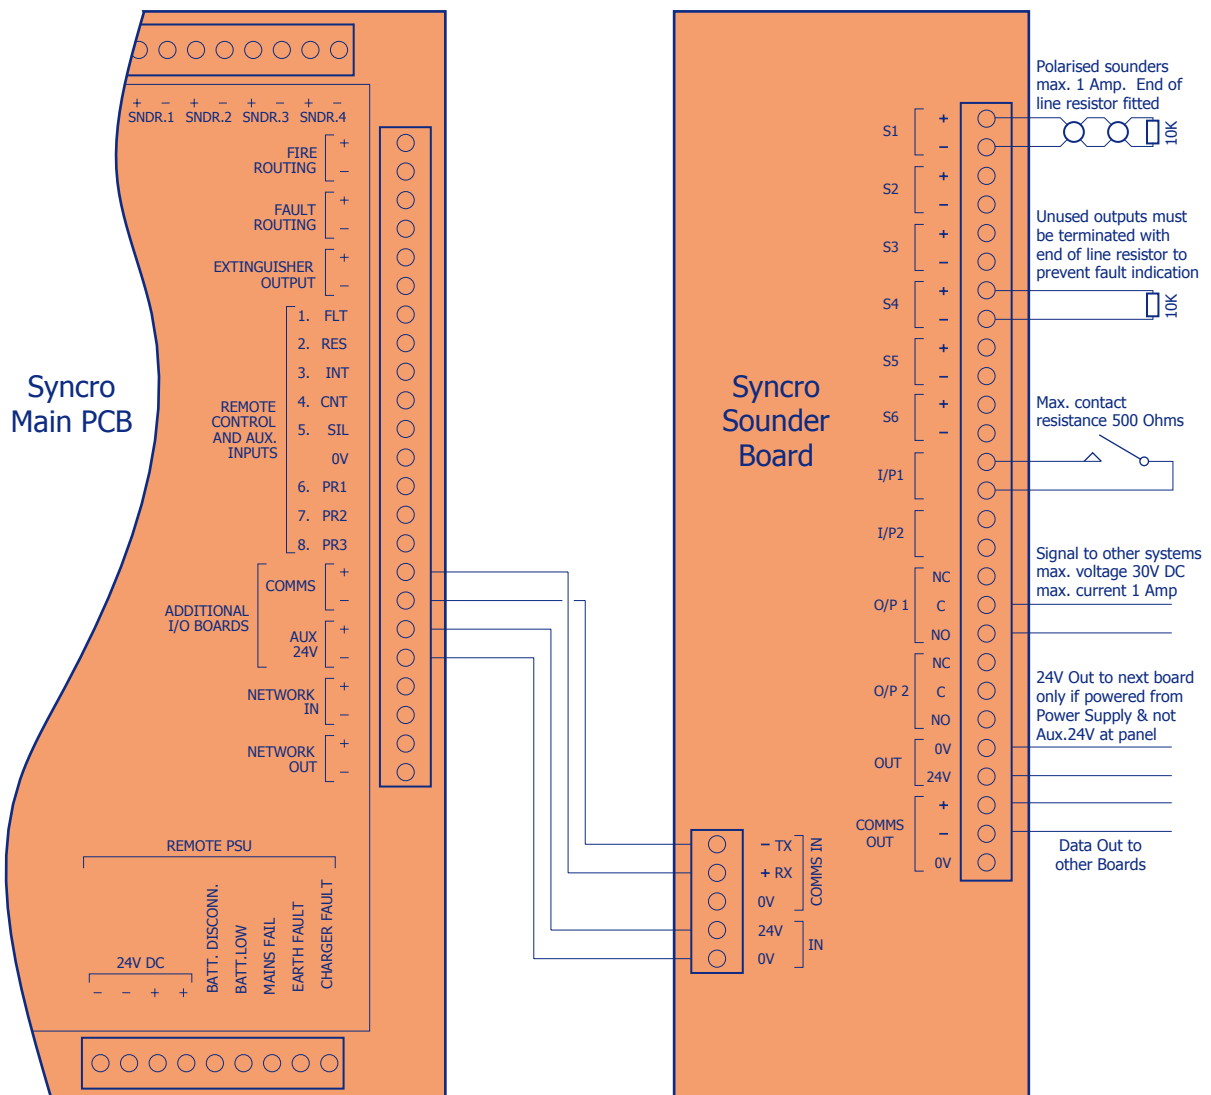 + − + − + − + −
SNDR.1 SNDR.2 SNDR.3 SNDR.4
FIRE
ROUTING
+
−
FAULT
ROUTING
+
−
EXTINGUISHER
OUTPUT
+
−
REMOTE
CONTROL
AND AUX.
INPUTS
1. FLT
2. RES
3. INT
4. CNT
5. SIL
0V
6. PR1
7. PR2
8. PR3
ADDITIONAL
I/O BOARDS
COMMS
+
−
AUX
24V
+
−
NETWORK
IN
+
−
NETWORK
OUT
+
−
Syncro
Main PCB
REMOTE PSU
24V DC
− − + +
BATT. DISCONN.
BATT.LOW
MAINS FAIL
EARTH FAULT
CHARGER FAULT
Syncro
Sounder
Board
S1
+
−
S2
+
−
S3
+
−
S4
+
−
S5
+
−
S6
+
−
I/P1
I/P2
O/P 1
NC
C
NO
O/P 2
NC
C
NO
OUT
0V
24V
COMMS
OUT
+
−
0V
− TX
+ RX
0V
COMMS IN
24V
0V
IN
Polarised sounders
max. 1 Amp. End of
line resistor fitted
10K
Unused outputs must
be terminated with
end of line resistor to
prevent fault indication
10K
Max. contact
resistance 500 Ohms
Signal to other systems
max. voltage 30V DC
max. current 1 Amp
24V Out to next board
only if powered from
Power Supply & not
Aux.24V at panel
Data Out to
other Boards